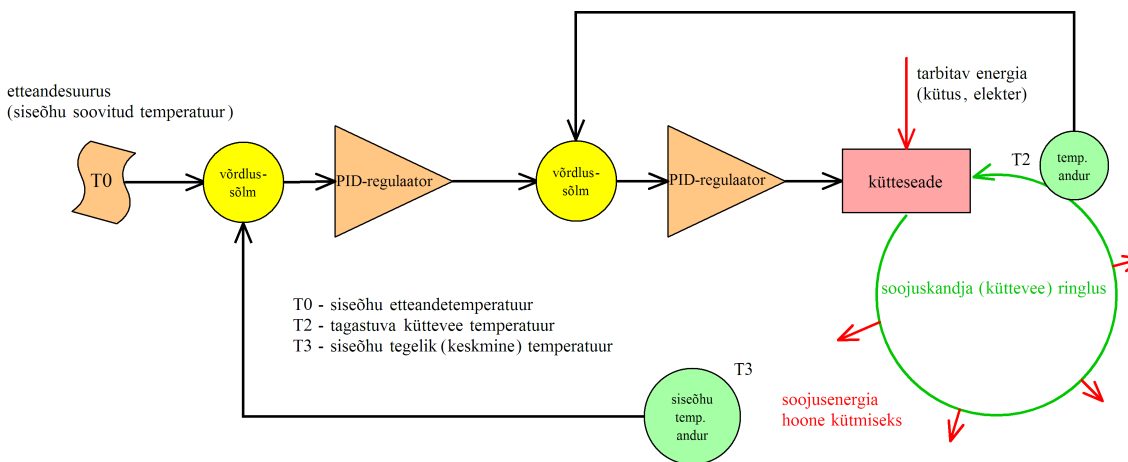 etteandesuurus
(siseõhu soovitud temperatuur)
T0
võrdlus-
sõlm
PID-regulaator
võrdlus-
sõlm
PID-regulaator
tarbitav energia
(kütus, elekter)
kütteseade
T2
temp.
andur
soojuskandja (küttevee) ringlus
T0 - siseõhu etteandetemperatuur
T2 - tagastuva küttevee temperatuur
T3 - siseõhu tegelik (keskmine) temperatuur
T3
siseõhu
temp.
andur
soojusenergia
hoone kütmiseks